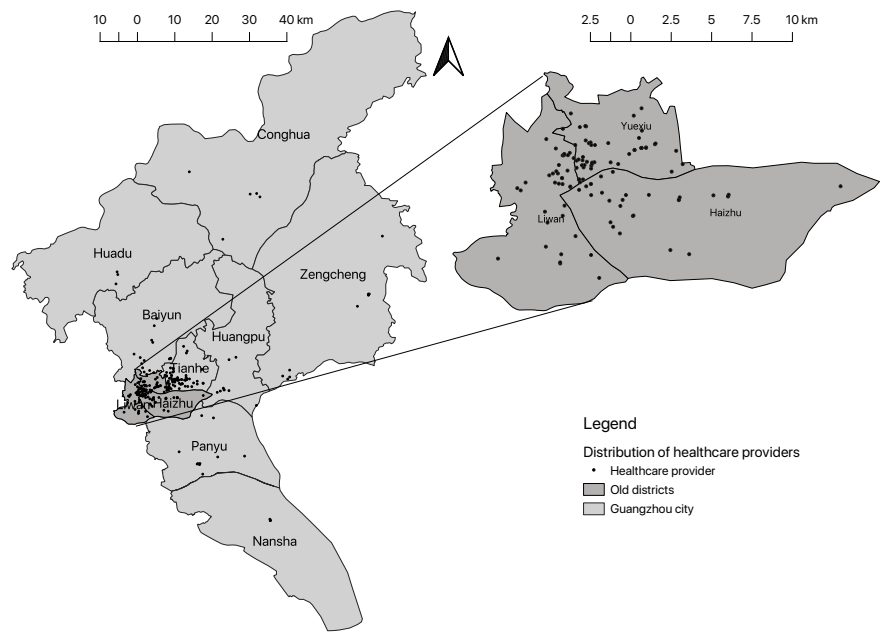 10 0 10 20 30 40 km
2.5 0 2.5 5 7.5 10 km
Conghua
Yuexiu
Haizhu
Liwan
Huadu
Zengcheng
Baiyun
Huangpu
Tianhe
Liwan Haizhu
Panyu
Nansha
Legend
Distribution of healthcare providers
Healthcare provider
Old districts
Guangzhou city